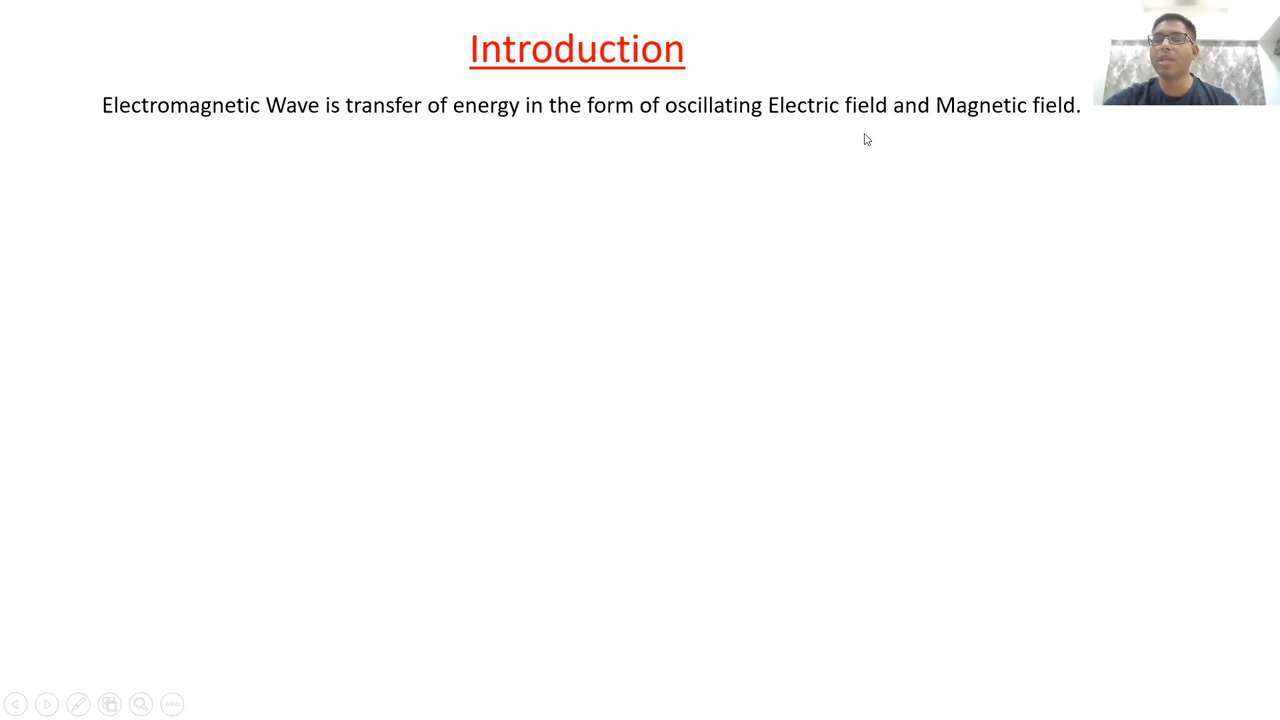 Introduction
Electromagnetic Wave is transfer of energy in the form of oscillating Electric field and Magnetic field.